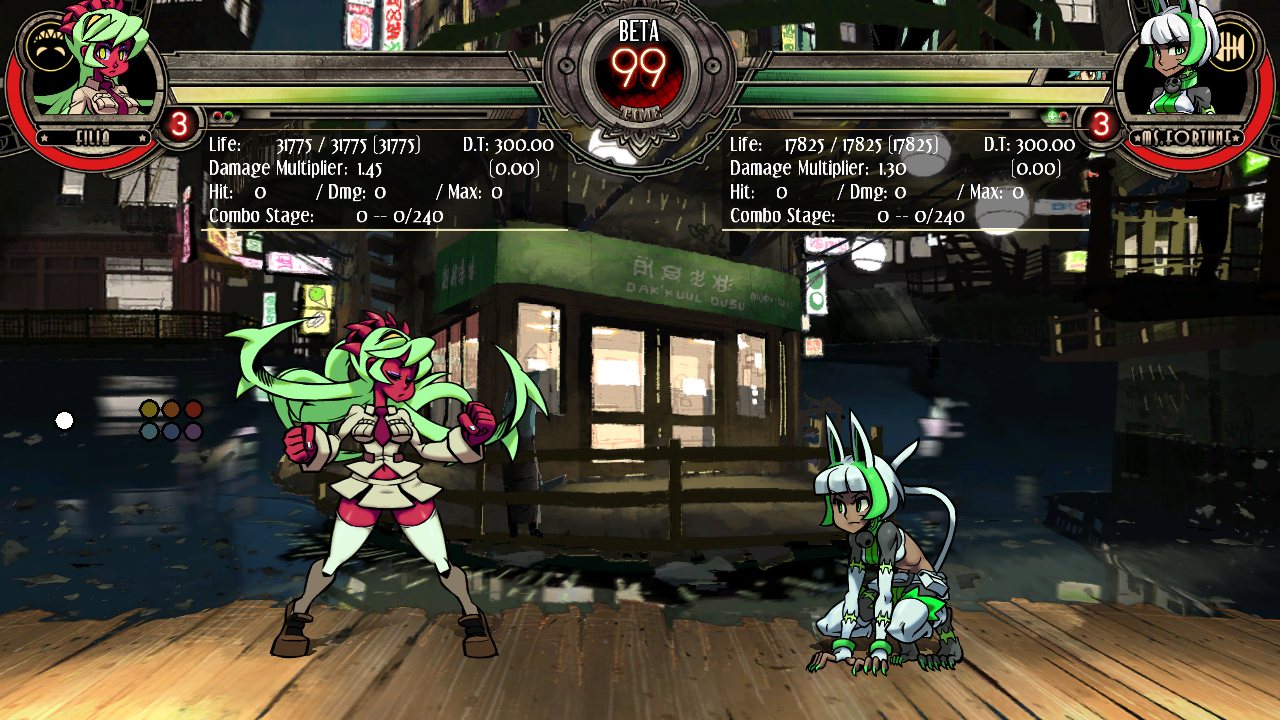 BETA
99
TIME
FILIA
3
3
MS. FORTUNE
Life: 31775 / 31775 (31775) D.T: 300.00
Damage Multiplier: 1.45 (0.00)
Hit: 0 / Dmg: 0 / Max: 0
Combo Stage: 0 -- 0/240
Life: 17825 / 17825 (17825) D.T: 300.00
Damage Multiplier: 1.30 (0.00)
Hit: 0 / Dmg: 0 / Max: 0
Combo Stage: 0 -- 0/240
DAK'KUUL OUSU